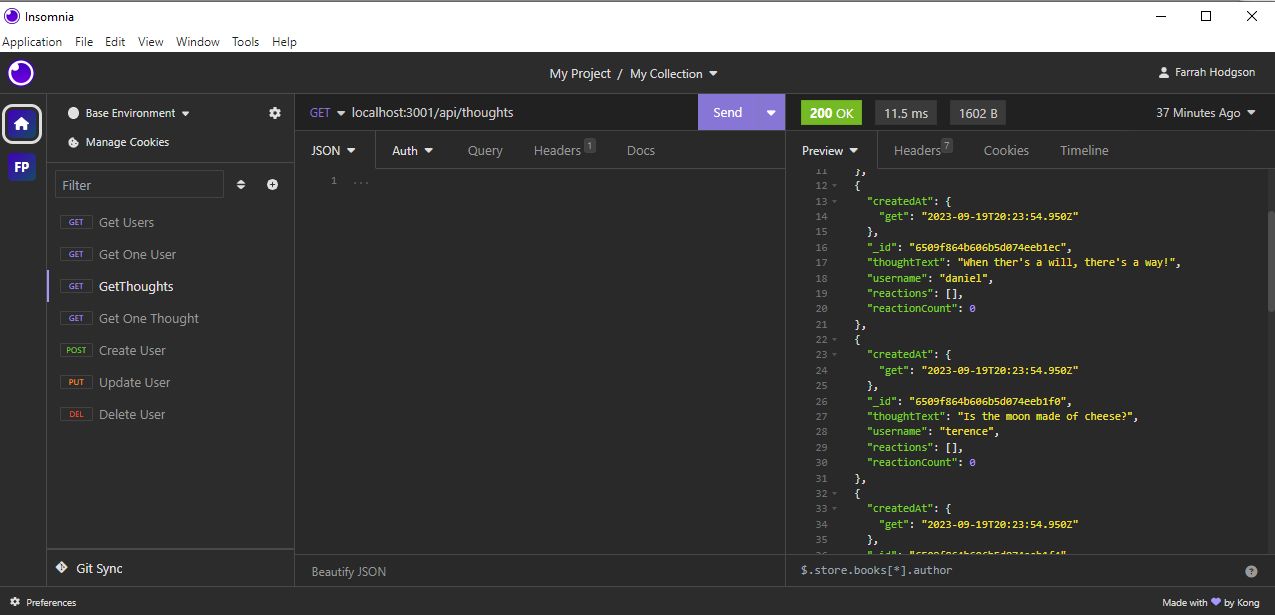 Insomnia
Application File Edit View Window Tools Help
My Project / My Collection
Farrah Hodgson
FP
Base Environment
Manage Cookies
Filter
GET Get Users
GET Get One User
GET GetThoughts
GET Get One Thought
POST Create User
PUT Update User
DEL Delete User
Git Sync
Preferences
GET localhost:3001/api/thoughts Send
JSON Auth Query Headers 1 Docs
1 ...
Beautify JSON
200 OK 11.5 ms 1602 B 37 Minutes Ago
Preview Headers 7 Cookies Timeline
11 },
12 {
13 "createdAt": {
14 "get": "2023-09-19T20:23:54.950Z"
15 },
16 "_id": "6509f864b606b5d074eeb1ec",
17 "thoughtText": "When ther's a will, there's a way!",
18 "username": "daniel",
19 "reactions": [],
20 "reactionCount": 0
21 },
22 {
23 "createdAt": {
24 "get": "2023-09-19T20:23:54.950Z"
25 },
26 "_id": "6509f864b606b5d074eeb1f0",
27 "thoughtText": "Is the moon made of cheese?",
28 "username": "terence",
29 "reactions": [],
30 "reactionCount": 0
31 },
32 {
33 "createdAt": {
34 "get": "2023-09-19T20:23:54.950Z"
35 },
36 "_id": "6509f864b606b5d074eeb1f4"
$.store.books[*].author
Made with by Kong